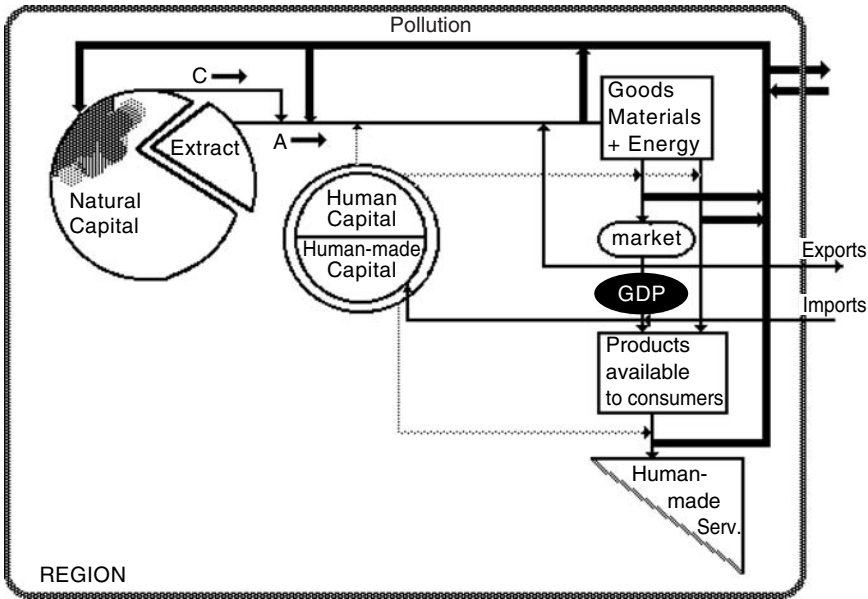 Pollution
C
Goods
Materials
+ Energy
Extract
A
Natural
Capital
Human
Capital
Human-made
Capital
market
Exports
GDP
Imports
Products
available
to consumers
Human-
made
Serv.
REGION